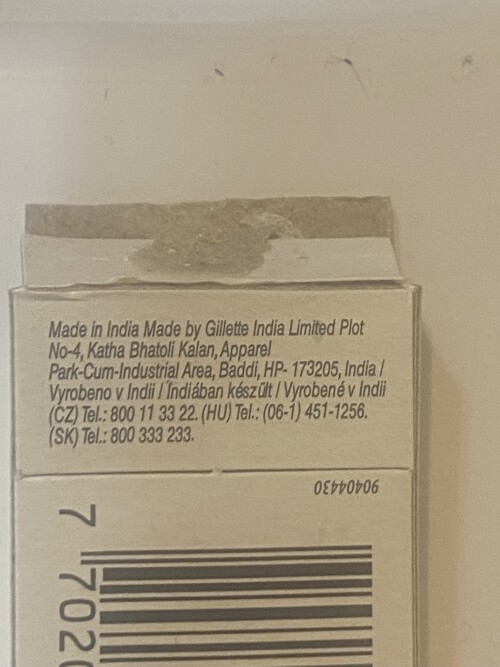 Made in India Made by Gillette India Limited Plot
No-4, Katha Bhatoli Kalan, Apparel
Park-Cum-Industrial Area, Baddi, HP- 173205, India /
Vyrobeno v Indii / Indiában készült / Vyrobené v Indii
(CZ) Tel.: 800 11 33 22. (HU) Tel.: (06-1) 451-1256.
(SK) Tel.: 800 333 233.
90404430
7 702